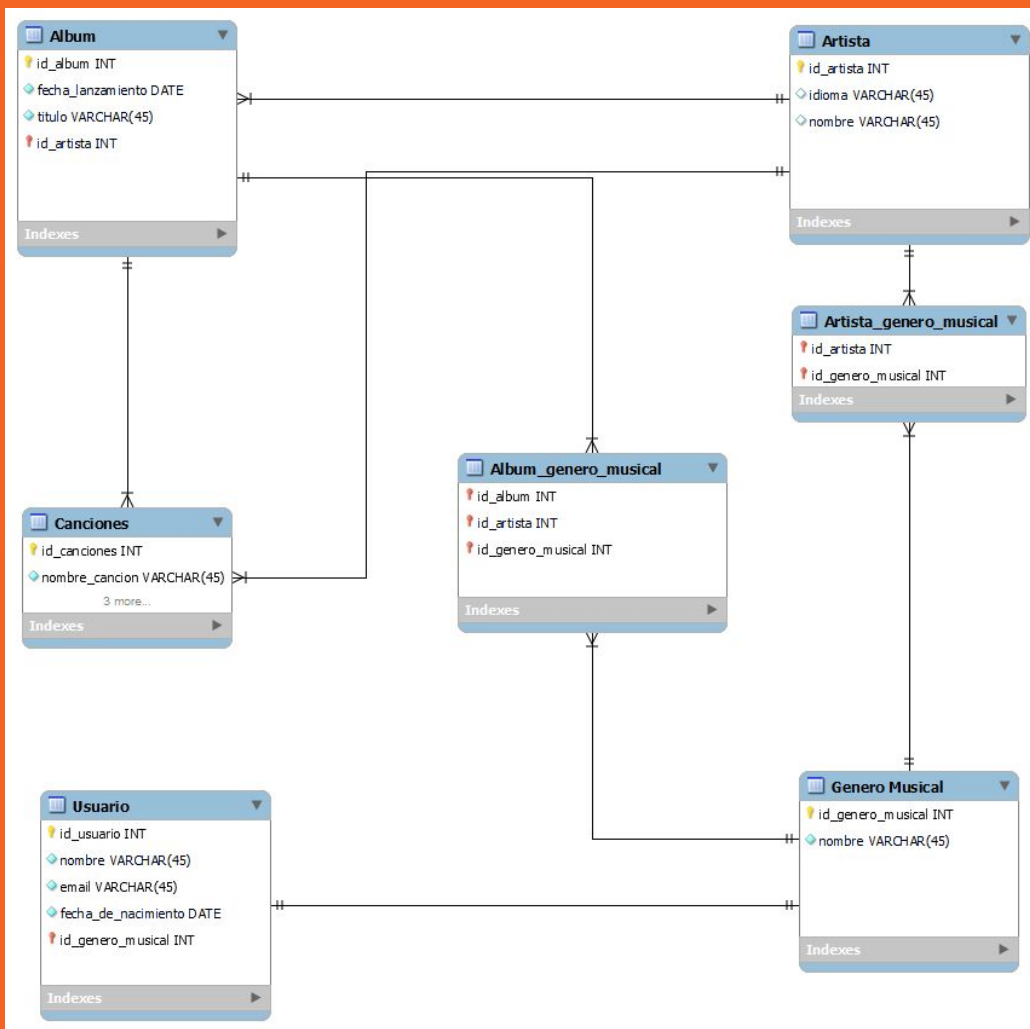 Album
id_album INT
fecha_lanzamiento DATE
titulo VARCHAR(45)
id_artista INT
Indexes
Artista
id_artista INT
idioma VARCHAR(45)
nombre VARCHAR(45)
Indexes
Artista_genero_musical
id_artista INT
id_genero_musical INT
Indexes
Album_genero_musical
id_album INT
id_artista INT
id_genero_musical INT
Indexes
Canciones
id_canciones INT
nombre_cancion VARCHAR(45)
3 more...
Indexes
Usuario
id_usuario INT
nombre VARCHAR(45)
email VARCHAR(45)
fecha_de_nacimiento DATE
id_genero_musical INT
Indexes
Genero Musical
id_genero_musical INT
nombre VARCHAR(45)
Indexes